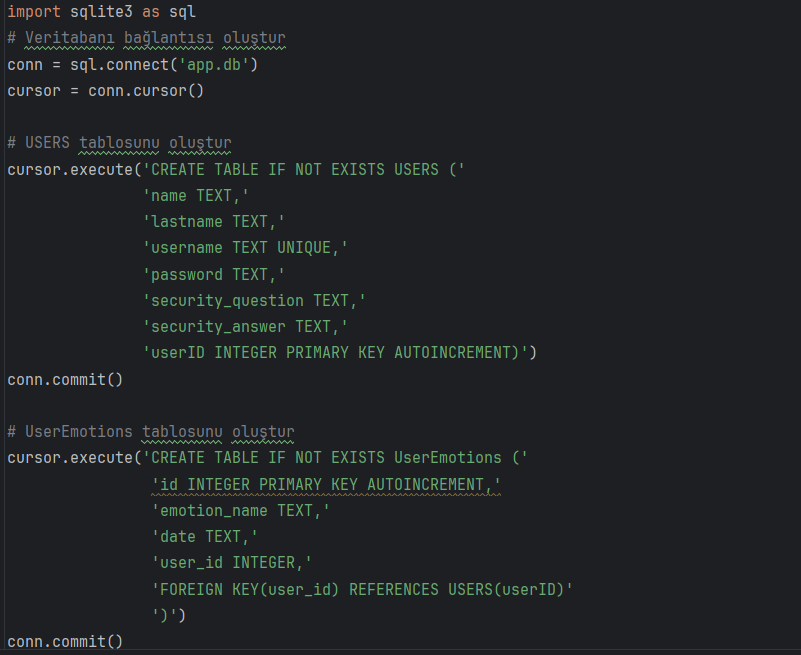 import sqlite3 as sql
# Veritabanı bağlantısı oluştur
conn = sql.connect('app.db')
cursor = conn.cursor()
# USERS tablosunu oluştur
cursor.execute('CREATE TABLE IF NOT EXISTS USERS ('
'name TEXT,'
'lastname TEXT,'
'username TEXT UNIQUE,'
'password TEXT,'
'security_question TEXT,'
'security_answer TEXT,'
'userID INTEGER PRIMARY KEY AUTOINCREMENT)')
conn.commit()
# UserEmotions tablosunu oluştur
cursor.execute('CREATE TABLE IF NOT EXISTS UserEmotions ('
'id INTEGER PRIMARY KEY AUTOINCREMENT,'
'emotion_name TEXT,'
'date TEXT,'
'user_id INTEGER,'
'FOREIGN KEY(user_id) REFERENCES USERS(userID)'
')')
conn.commit()